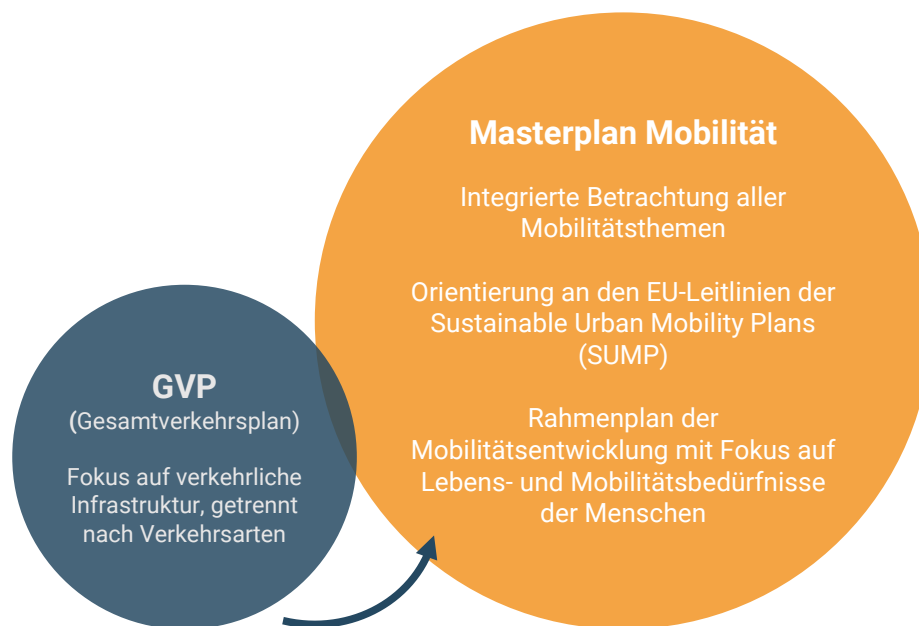 Masterplan Mobilität
Integrierte Betrachtung aller
Mobilitätsthemen
Orientierung an den EU-Leitlinien der
Sustainable Urban Mobility Plans
(SUMP)
Rahmenplan der
Mobilitätsentwicklung mit Fokus auf
Lebens- und Mobilitätsbedürfnisse
der Menschen
GVP
(Gesamtverkehrsplan)
Fokus auf verkehrliche
Infrastruktur, getrennt
nach Verkehrsarten